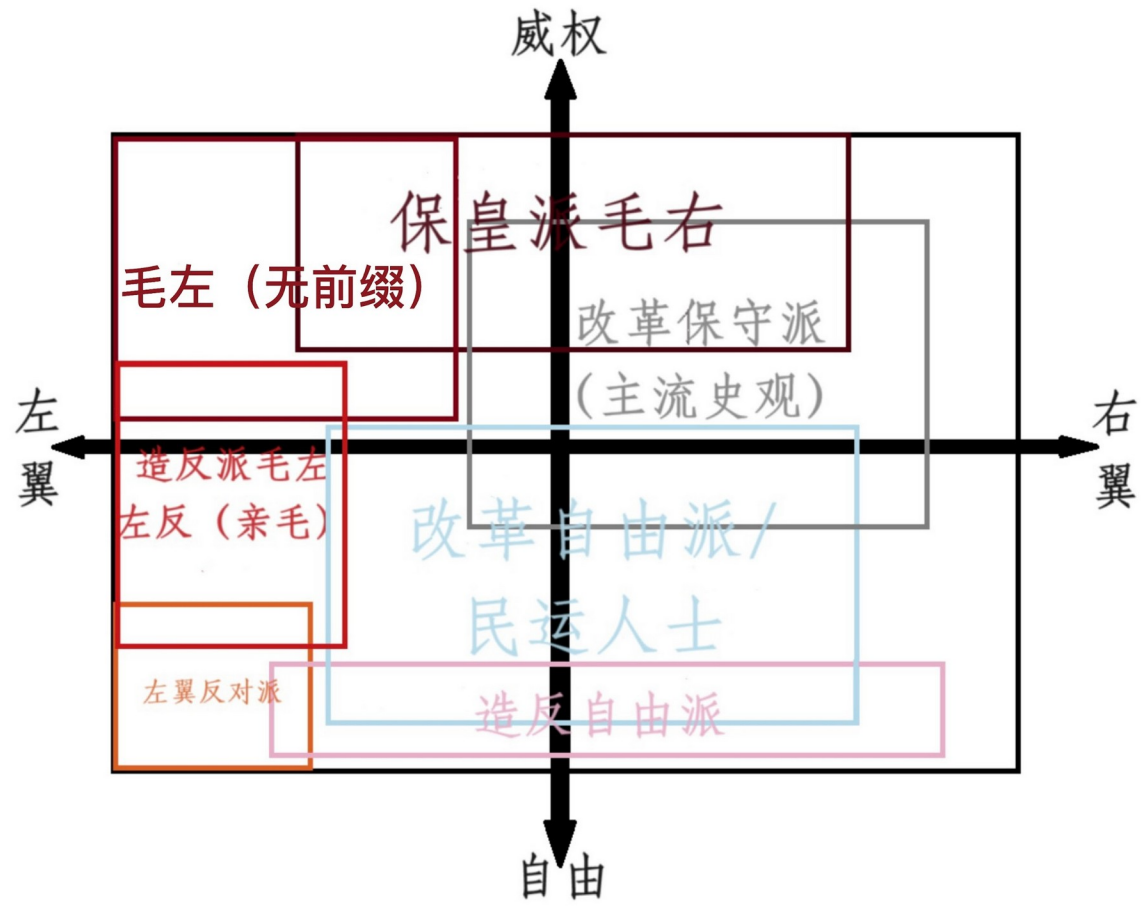 威权
保皇派毛右
毛左（无前缀）
改革保守派
（主流史观）
左翼
右翼
造反派毛左
左反（亲毛）
改革自由派/
民运人士
左翼反对派
造反自由派
自由